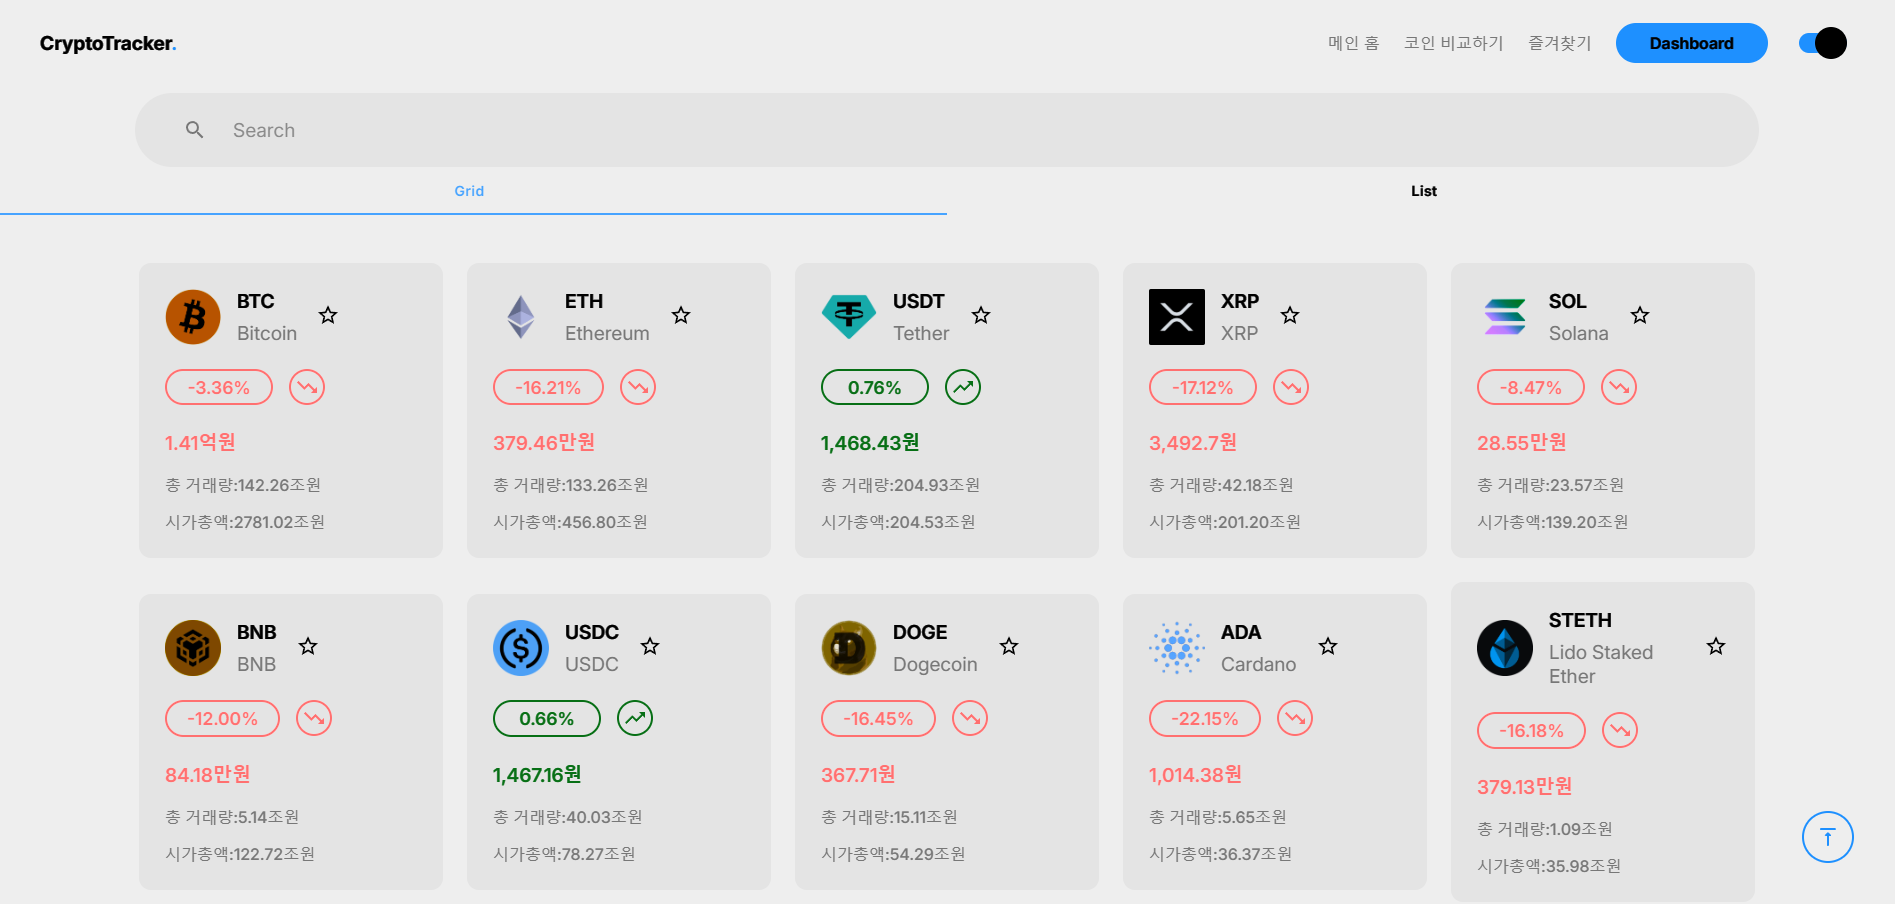 CryptoTracker.
메인 홈
코인 비교하기
즐겨찾기
Dashboard
Search
Grid
List
BTC
Bitcoin
-3.36%
1.41억원
총 거래량:142.26조원
시가총액:2781.02조원
ETH
Ethereum
-16.21%
379.46만원
총 거래량:133.26조원
시가총액:456.80조원
USDT
Tether
0.76%
1,468.43원
총 거래량:204.93조원
시가총액:204.53조원
XRP
XRP
-17.12%
3,492.7원
총 거래량:42.18조원
시가총액:201.20조원
SOL
Solana
-8.47%
28.55만원
총 거래량:23.57조원
시가총액:139.20조원
BNB
BNB
-12.00%
84.18만원
총 거래량:5.14조원
시가총액:122.72조원
USDC
USDC
0.66%
1,467.16원
총 거래량:40.03조원
시가총액:78.27조원
DOGE
Dogecoin
-16.45%
367.71원
총 거래량:15.11조원
시가총액:54.29조원
ADA
Cardano
-22.15%
1,014.38원
총 거래량:5.65조원
시가총액:36.37조원
STETH
Lido Staked
Ether
-16.18%
379.13만원
총 거래량:1.09조원
시가총액:35.98조원